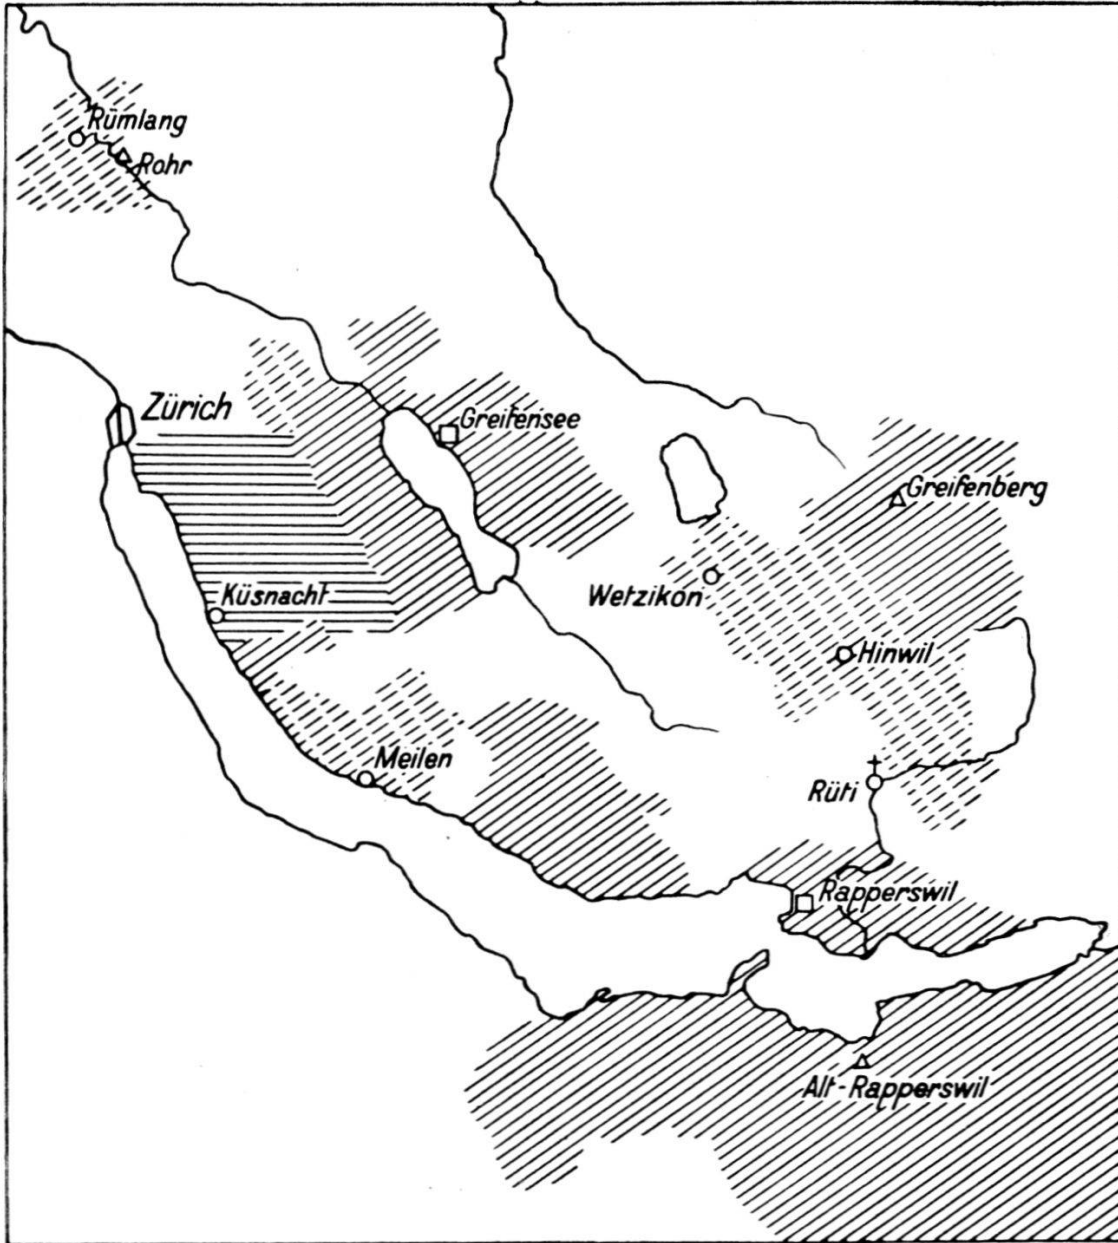 Rümlang
Rohr
Zürich
Greifensee
Greifenberg
Wetzikon
Küsnacht
Hinwil
Meilen
Rüti
Rapperswil
Alt-Rapperswil